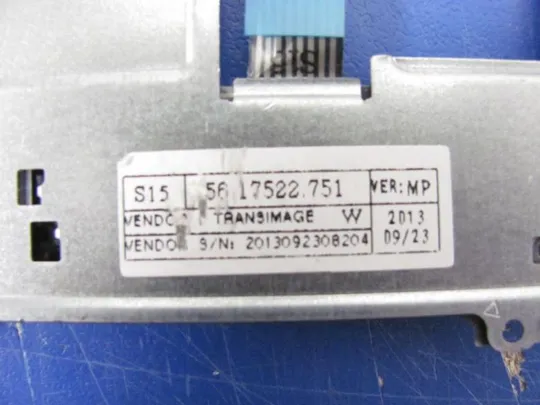 S15 56.17522.751 VER: MP
TRANSIMAGE W 2013
S/N: 2013092308204 09/23